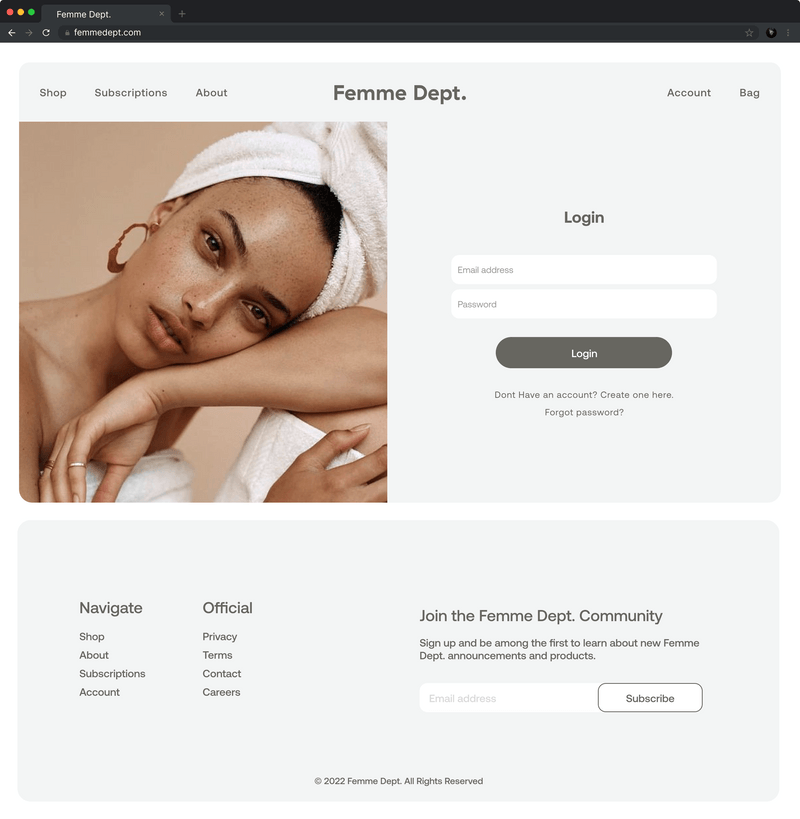 Femme Dept.
femmedept.com
Shop Subscriptions About Femme Dept. Account Bag
Login
Email address
Password
Login
Dont Have an account? Create one here.
Forgot password?
Navigate
Shop
About
Subscriptions
Account
Official
Privacy
Terms
Contact
Careers
Join the Femme Dept. Community
Sign up and be among the first to learn about new Femme
Dept. announcements and products.
Email address Subscribe
© 2022 Femme Dept. All Rights Reserved